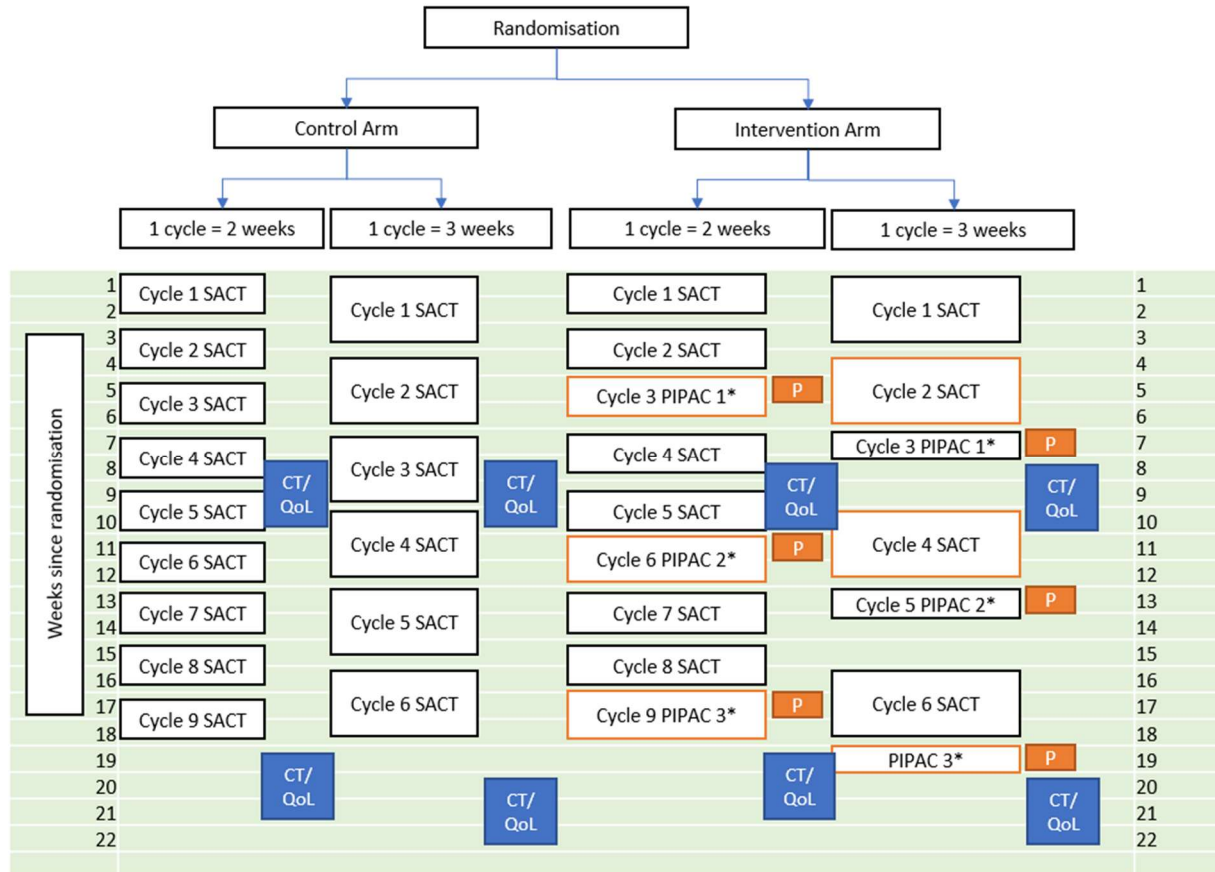 Randomisation
Control Arm
Intervention Arm
1 cycle = 2 weeks
1 cycle = 3 weeks
1 cycle = 2 weeks
1 cycle = 3 weeks
Weeks since randomisation
1
2
3
4
5
6
7
8
9
10
11
12
13
14
15
16
17
18
19
20
21
22
Cycle 1 SACT
Cycle 2 SACT
Cycle 3 SACT
Cycle 4 SACT
Cycle 5 SACT
Cycle 6 SACT
Cycle 7 SACT
Cycle 8 SACT
Cycle 9 SACT
CT/
QoL
CT/
QoL
Cycle 1 SACT
Cycle 2 SACT
Cycle 3 SACT
Cycle 4 SACT
Cycle 5 SACT
Cycle 6 SACT
CT/
QoL
CT/
QoL
Cycle 1 SACT
Cycle 2 SACT
Cycle 3 PIPAC 1*
P
Cycle 4 SACT
Cycle 5 SACT
Cycle 6 PIPAC 2*
P
Cycle 7 SACT
Cycle 8 SACT
Cycle 9 PIPAC 3*
P
CT/
QoL
CT/
QoL
Cycle 1 SACT
Cycle 2 SACT
Cycle 3 PIPAC 1*
P
Cycle 4 SACT
Cycle 5 PIPAC 2*
P
Cycle 6 SACT
PIPAC 3*
P
CT/
QoL
CT/
QoL
1
2
3
4
5
6
7
8
9
10
11
12
13
14
15
16
17
18
19
20
21
22